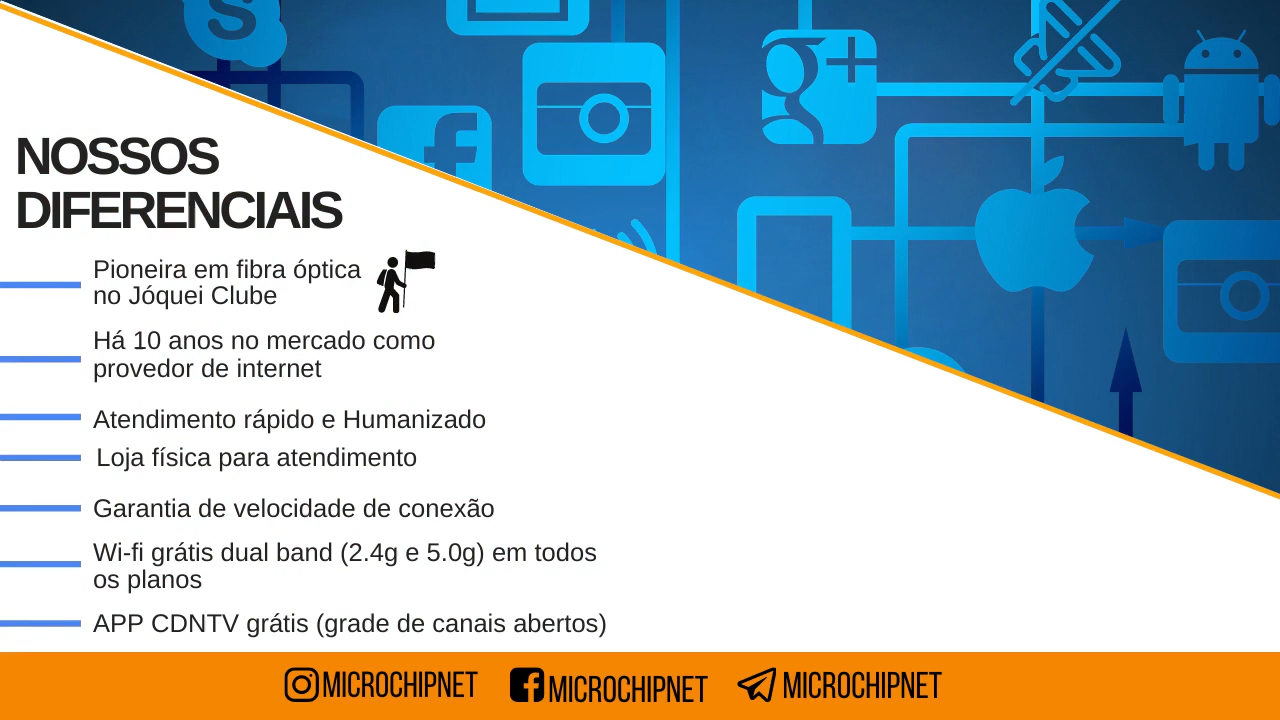 NOSSOS
DIFERENCIAIS
Pioneira em fibra óptica
no Jóquei Clube
Há 10 anos no mercado como
provedor de internet
Atendimento rápido e Humanizado
Loja física para atendimento
Garantia de velocidade de conexão
Wi-fi grátis dual band (2.4g e 5.0g) em todos
os planos
APP CDNTV grátis (grade de canais abertos)
MICROCHIPNET MICROCHIPNET MICROCHIPNET